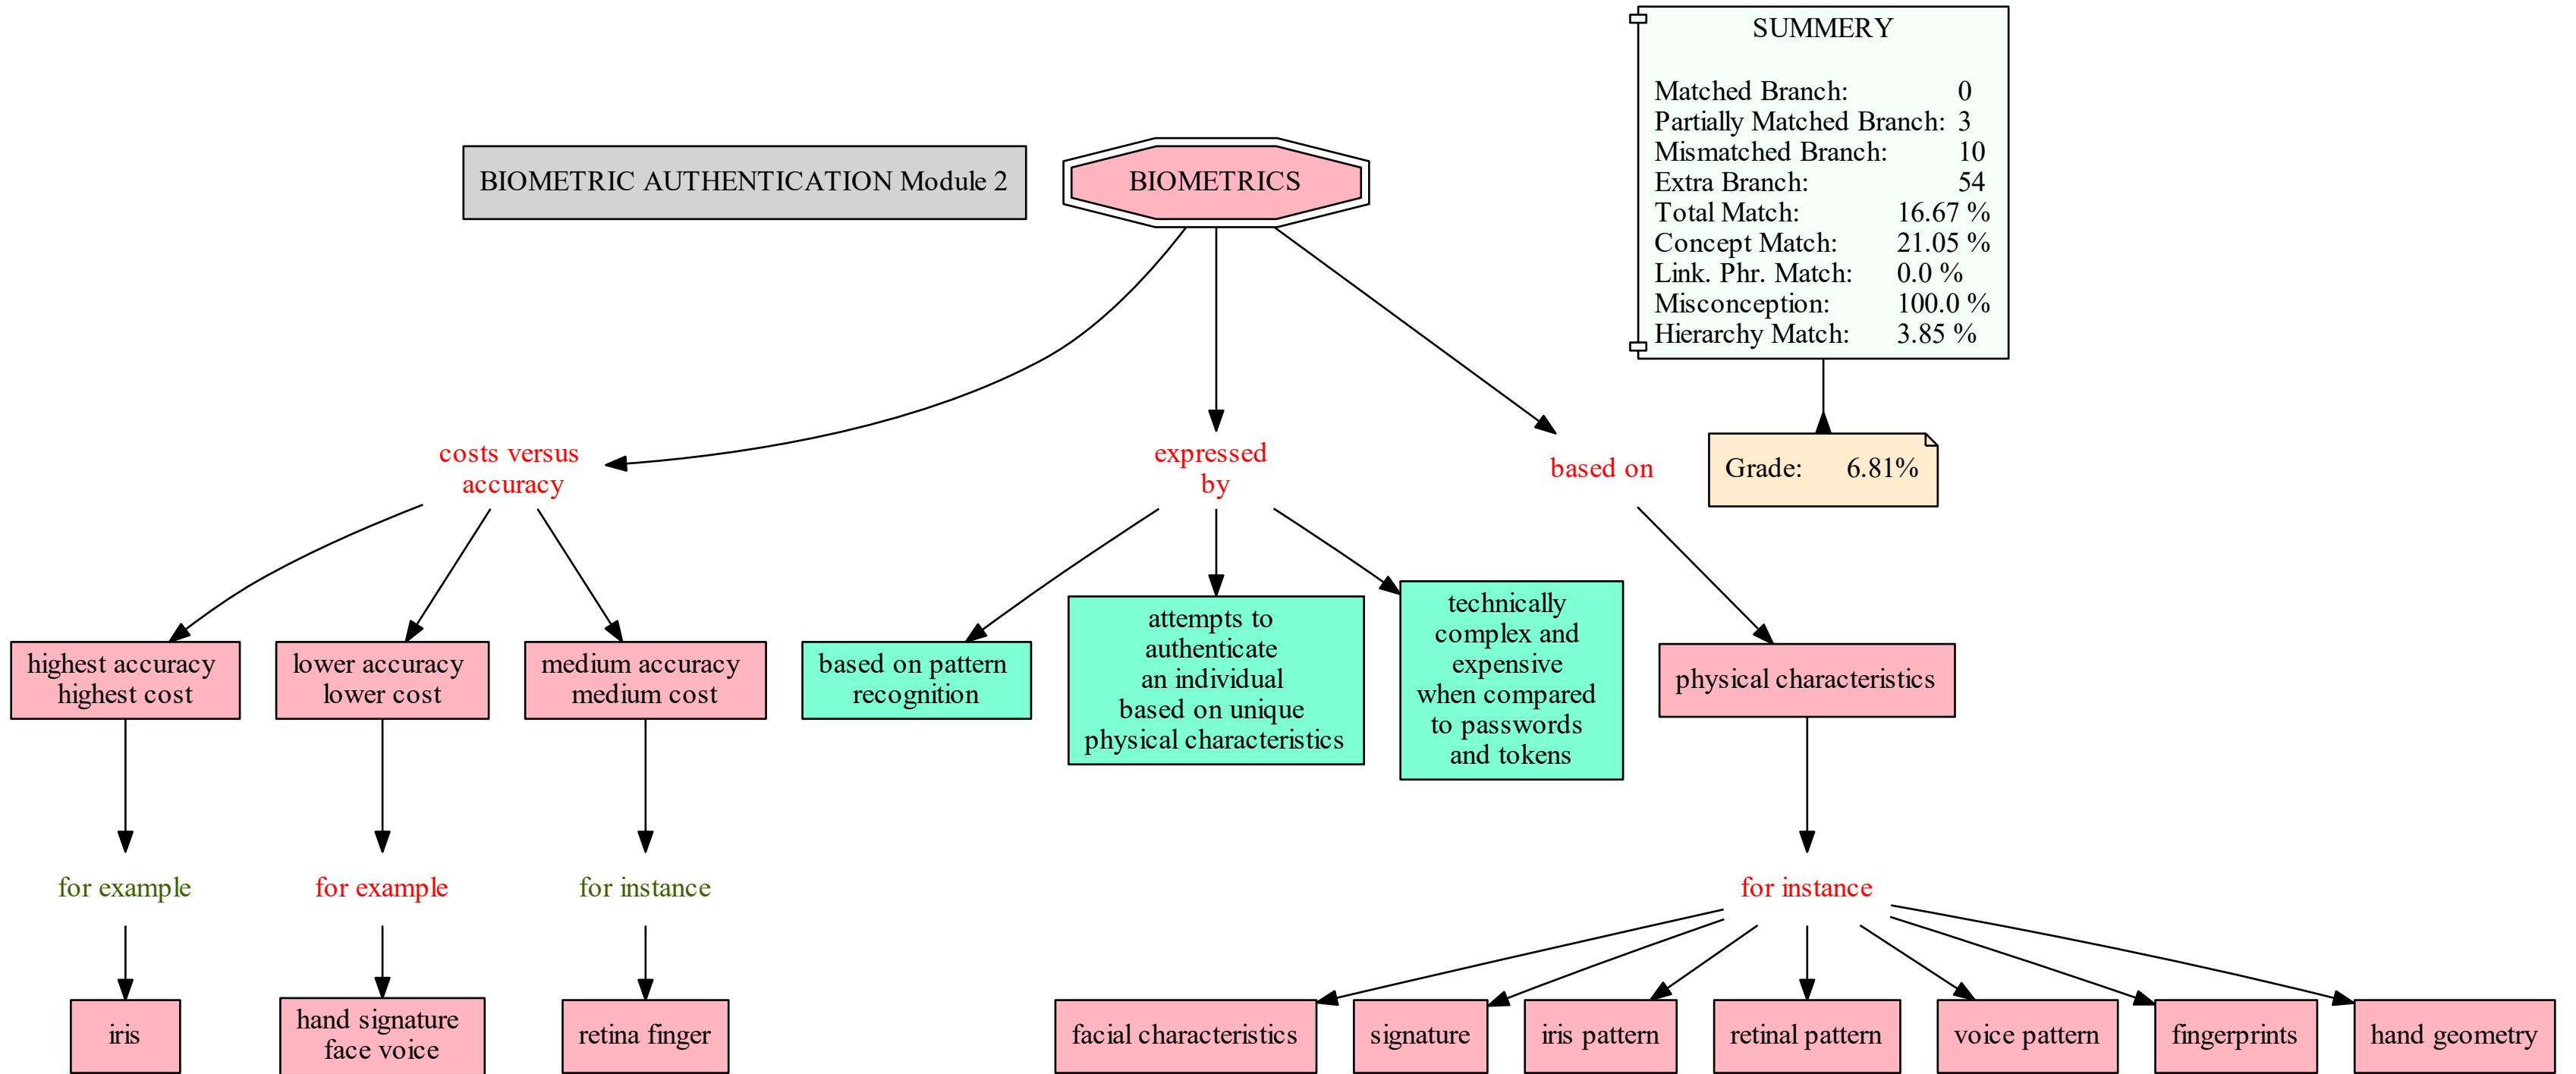 SUMMERY
Matched Branch: 0
Partially Matched Branch: 3
Mismatched Branch: 10
Extra Branch: 54
Total Match: 16.67 %
Concept Match: 21.05 %
Link. Phr. Match: 0.0 %
Misconception: 100.0 %
Hierarchy Match: 3.85 %
BIOMETRIC AUTHENTICATION Module 2
BIOMETRICS
costs versus
accuracy
expressed
by
based on
Grade: 6.81%
highest accuracy
highest cost
lower accuracy
lower cost
medium accuracy
medium cost
based on pattern
recognition
attempts to
authenticate
an individual
based on unique
physical characteristics
technically
complex and
expensive
when compared
to passwords
and tokens
physical characteristics
for example
for example
for instance
for instance
iris
hand signature
face voice
retina finger
facial characteristics
signature
iris pattern
retinal pattern
voice pattern
fingerprints
hand geometry